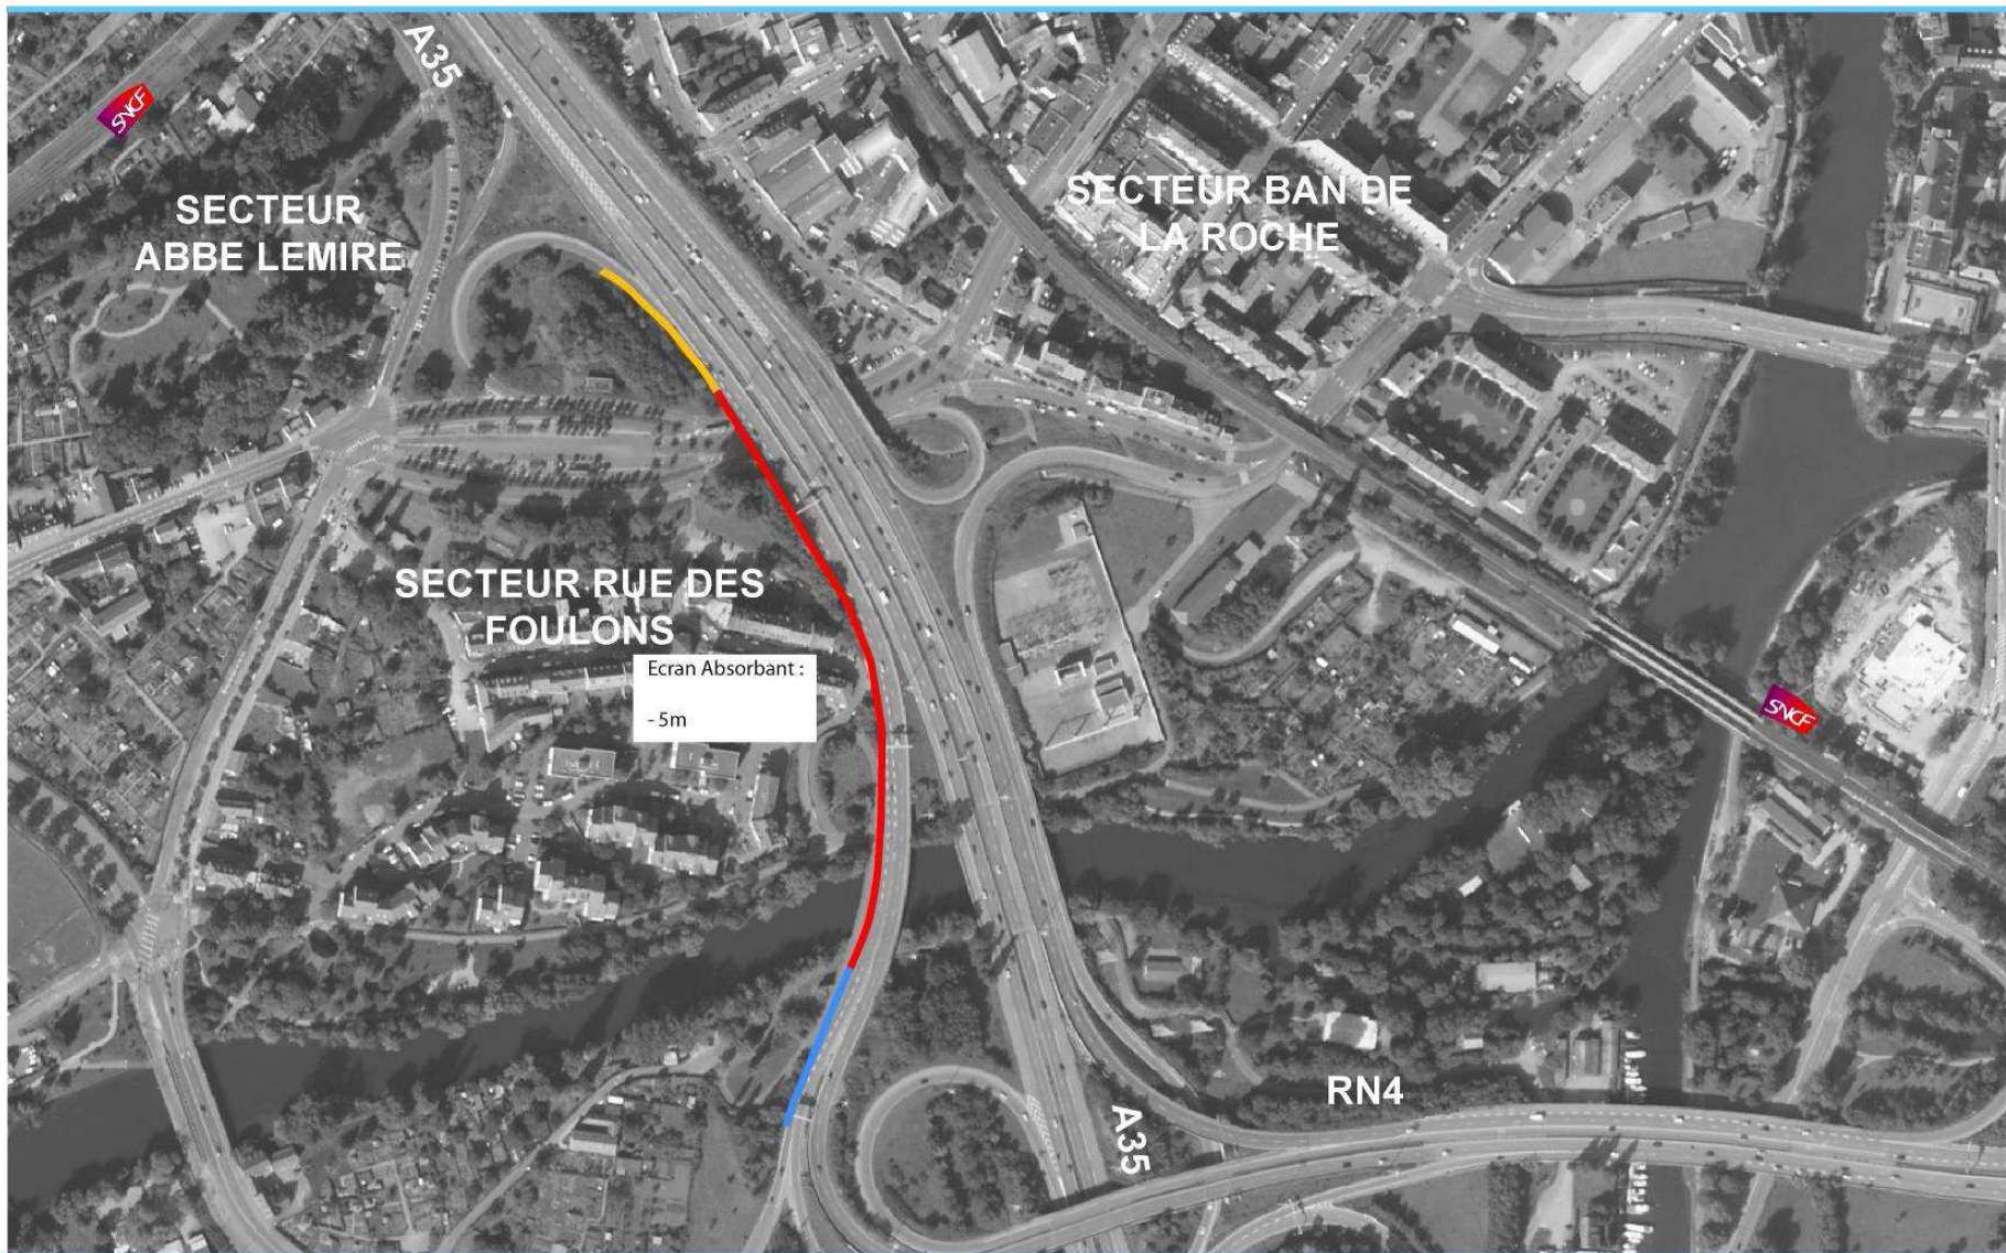 A35
SNCF
SECTEUR
ABBE LEMIRE
SECTEUR BAN DE
LA ROCHE
SECTEUR RUE DES
FOULONS
Ecran Absorbant :
- 5m
SNCF
RN4
A35